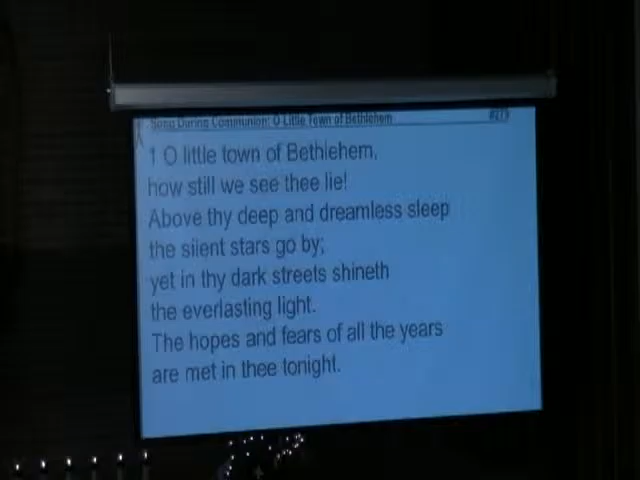 Song During Communion: O Little Town of Bethlehem #275
1 O little town of Bethlehem,
how still we see thee lie!
Above thy deep and dreamless sleep
the silent stars go by;
yet in thy dark streets shineth
the everlasting light.
The hopes and fears of all the years
are met in thee tonight.